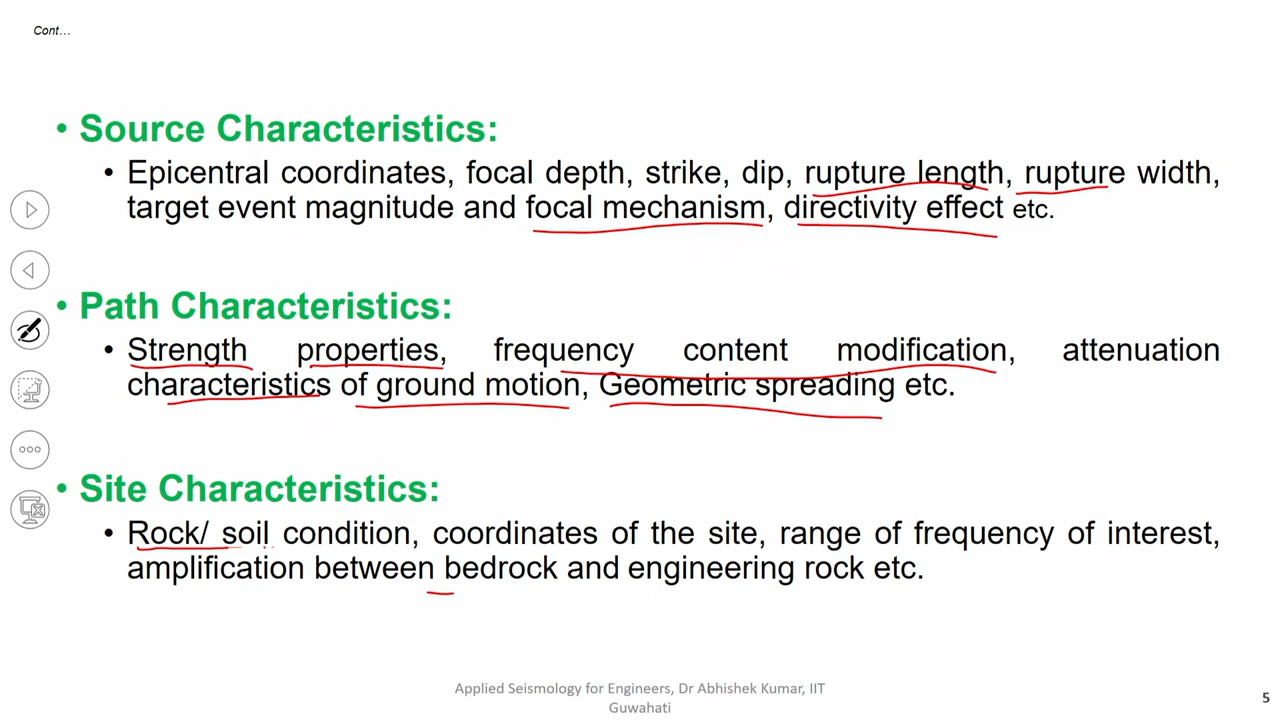 Cont...
• Source Characteristics:
• Epicentral coordinates, focal depth, strike, dip, rupture length, rupture width,
target event magnitude and focal mechanism, directivity effect etc.
• Path Characteristics:
• Strength properties, frequency content modification, attenuation
characteristics of ground motion, Geometric spreading etc.
• Site Characteristics:
• Rock/ soil condition, coordinates of the site, range of frequency of interest,
amplification between bedrock and engineering rock etc.
Applied Seismology for Engineers, Dr Abhishek Kumar, IIT
Guwahati
5